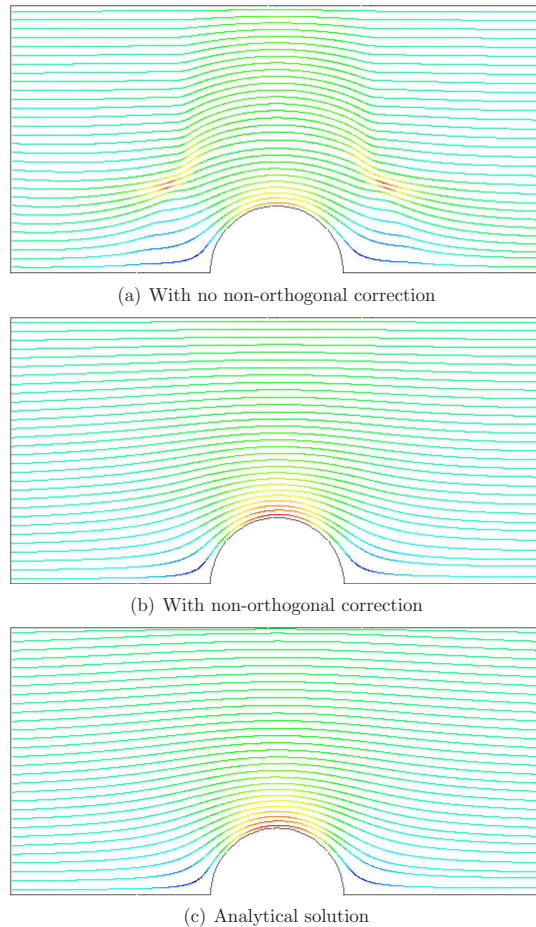 (a) With no non-orthogonal correction
(b) With non-orthogonal correction
(c) Analytical solution